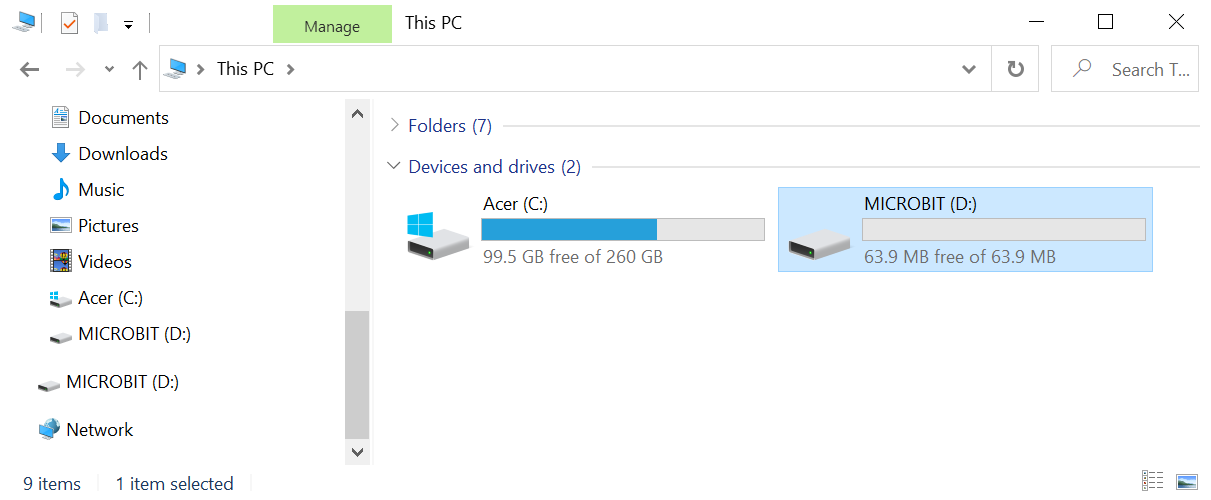 Manage
This PC
This PC
Search T...
Documents
Downloads
Music
Pictures
Videos
Acer (C:)
MICROBIT (D:)
MICROBIT (D:)
Network
Folders (7)
Devices and drives (2)
Acer (C:)
99.5 GB free of 260 GB
MICROBIT (D:)
63.9 MB free of 63.9 MB
9 items
1 item selected